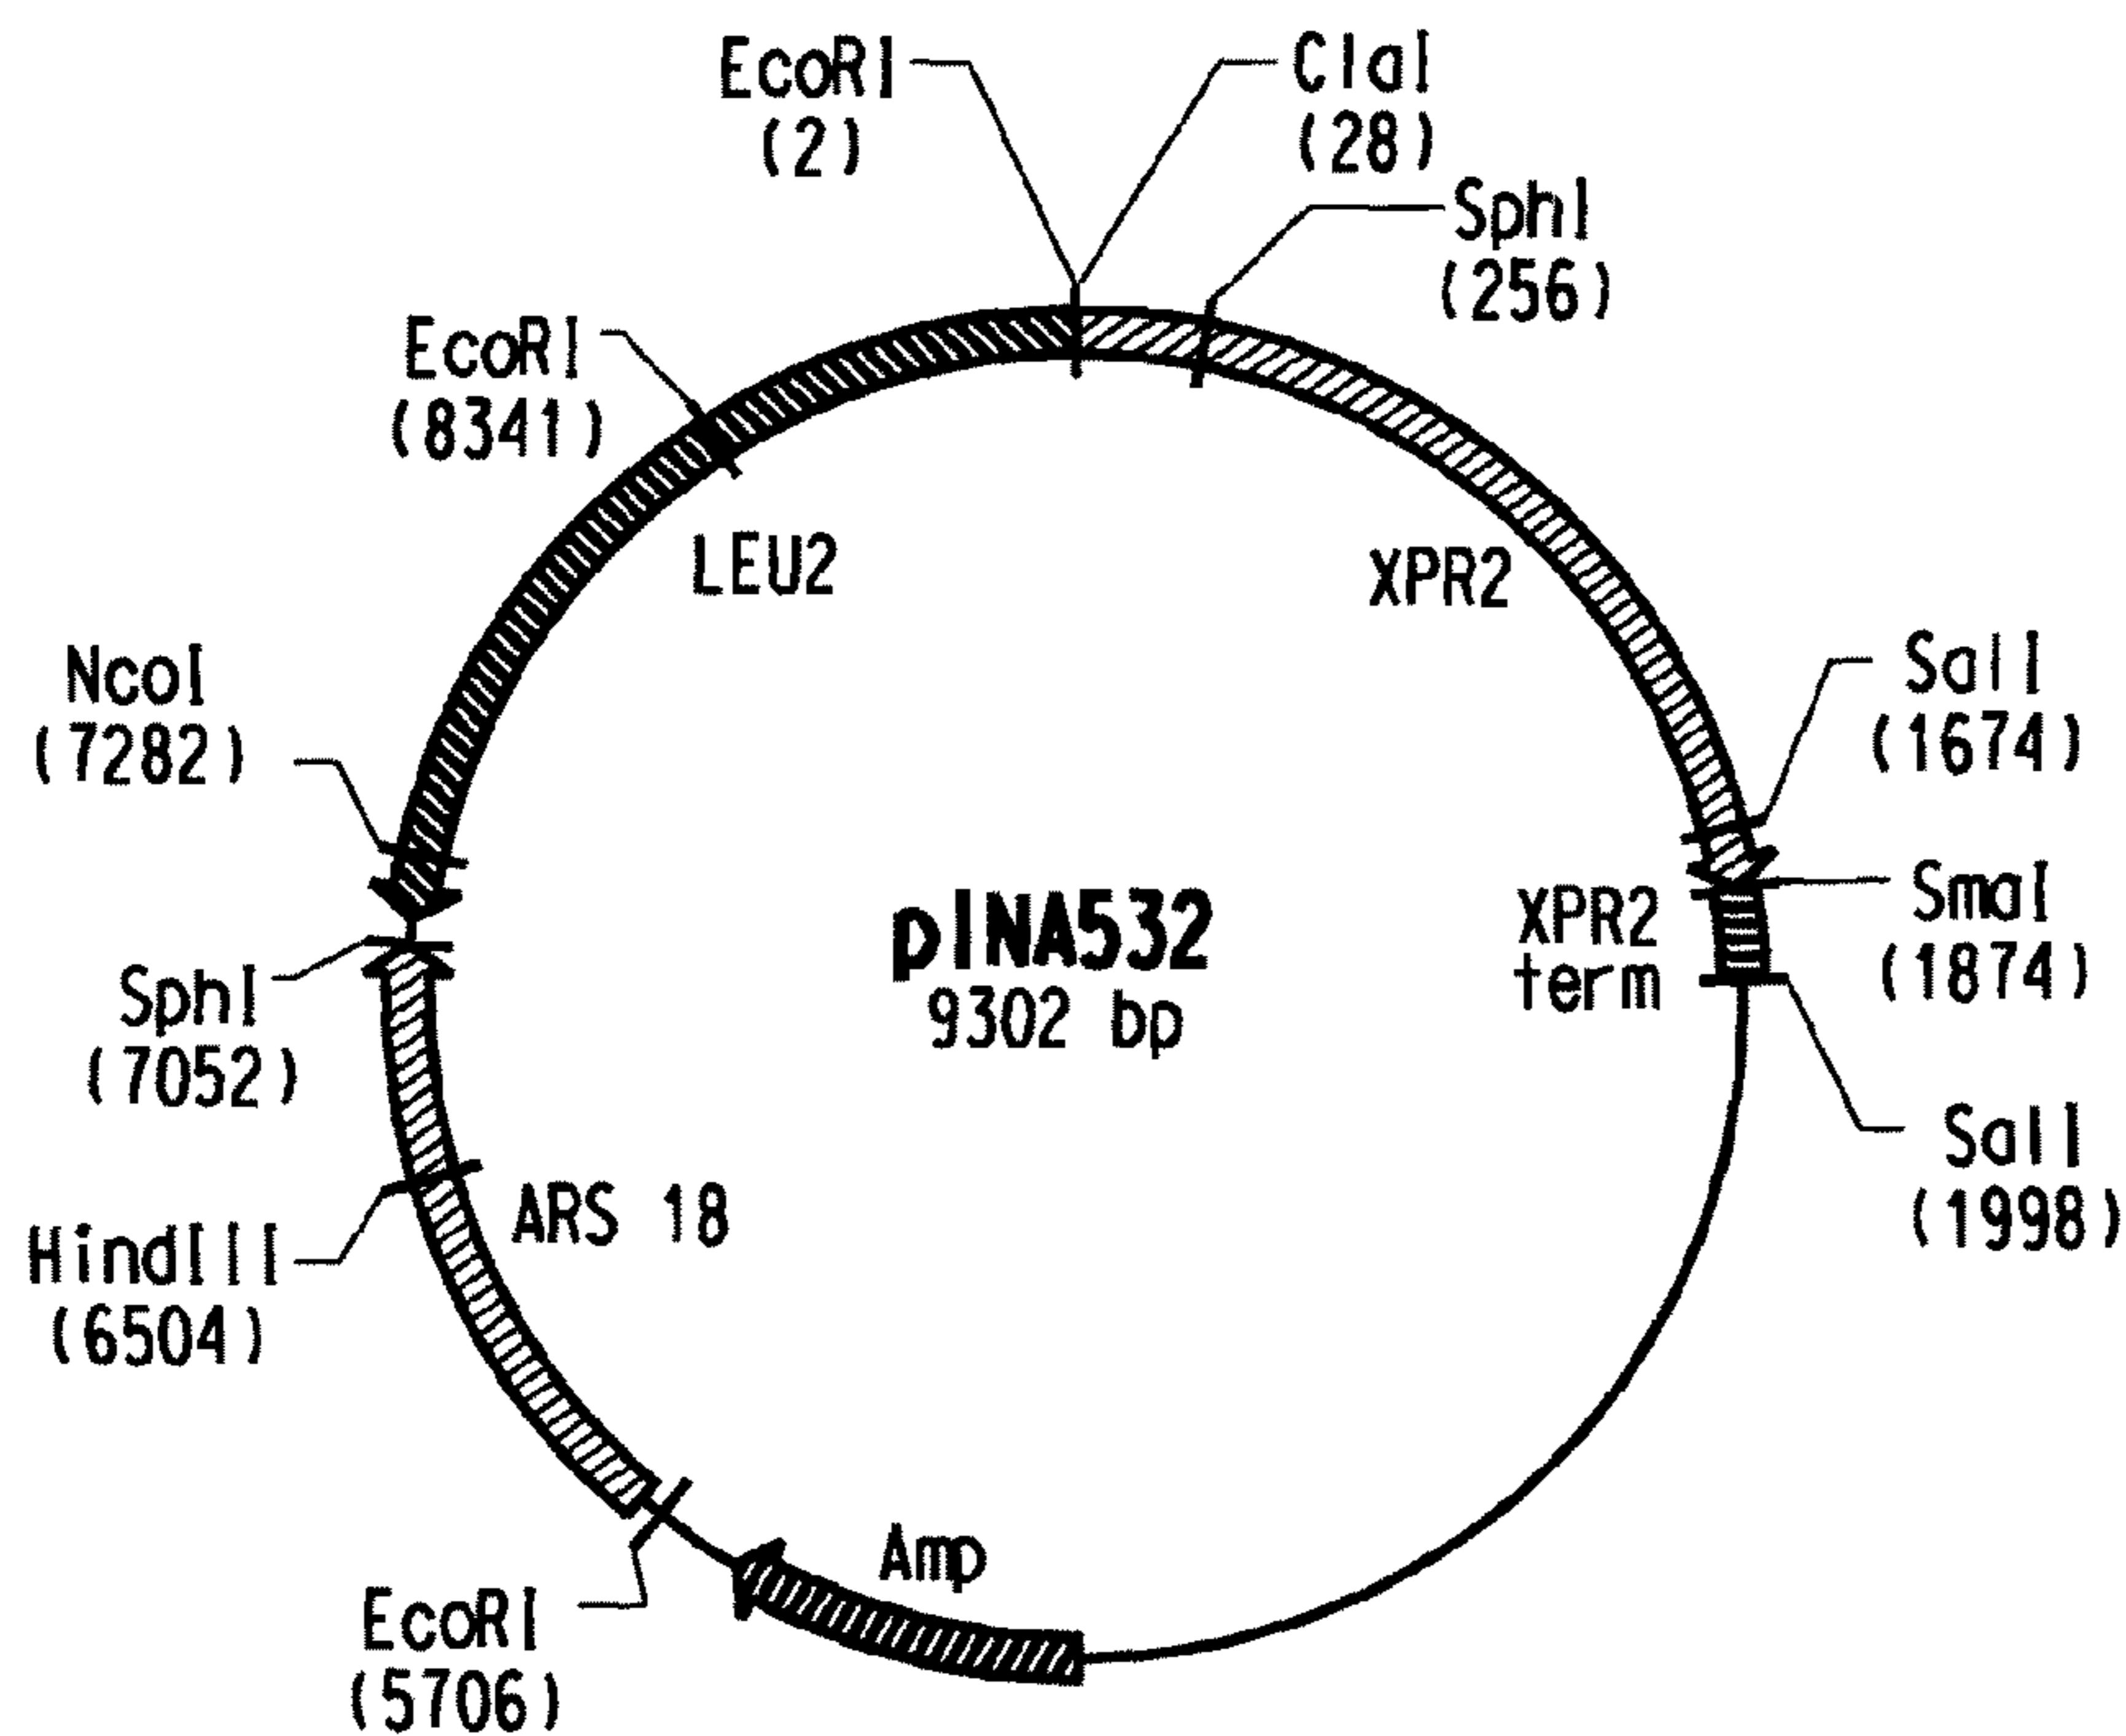 EcoRI
(2)
ClaI
(28)
SphI
(256)
EcoRI
(8341)
LEU2
XPR2
NcoI
(7282)
SalI
(1674)
SmaI
(1874)
XPR2
term
pINA532
9302 bp
SphI
(7052)
SalI
(1998)
ARS 18
HindIII
(6504)
Amp
EcoRI
(5706)